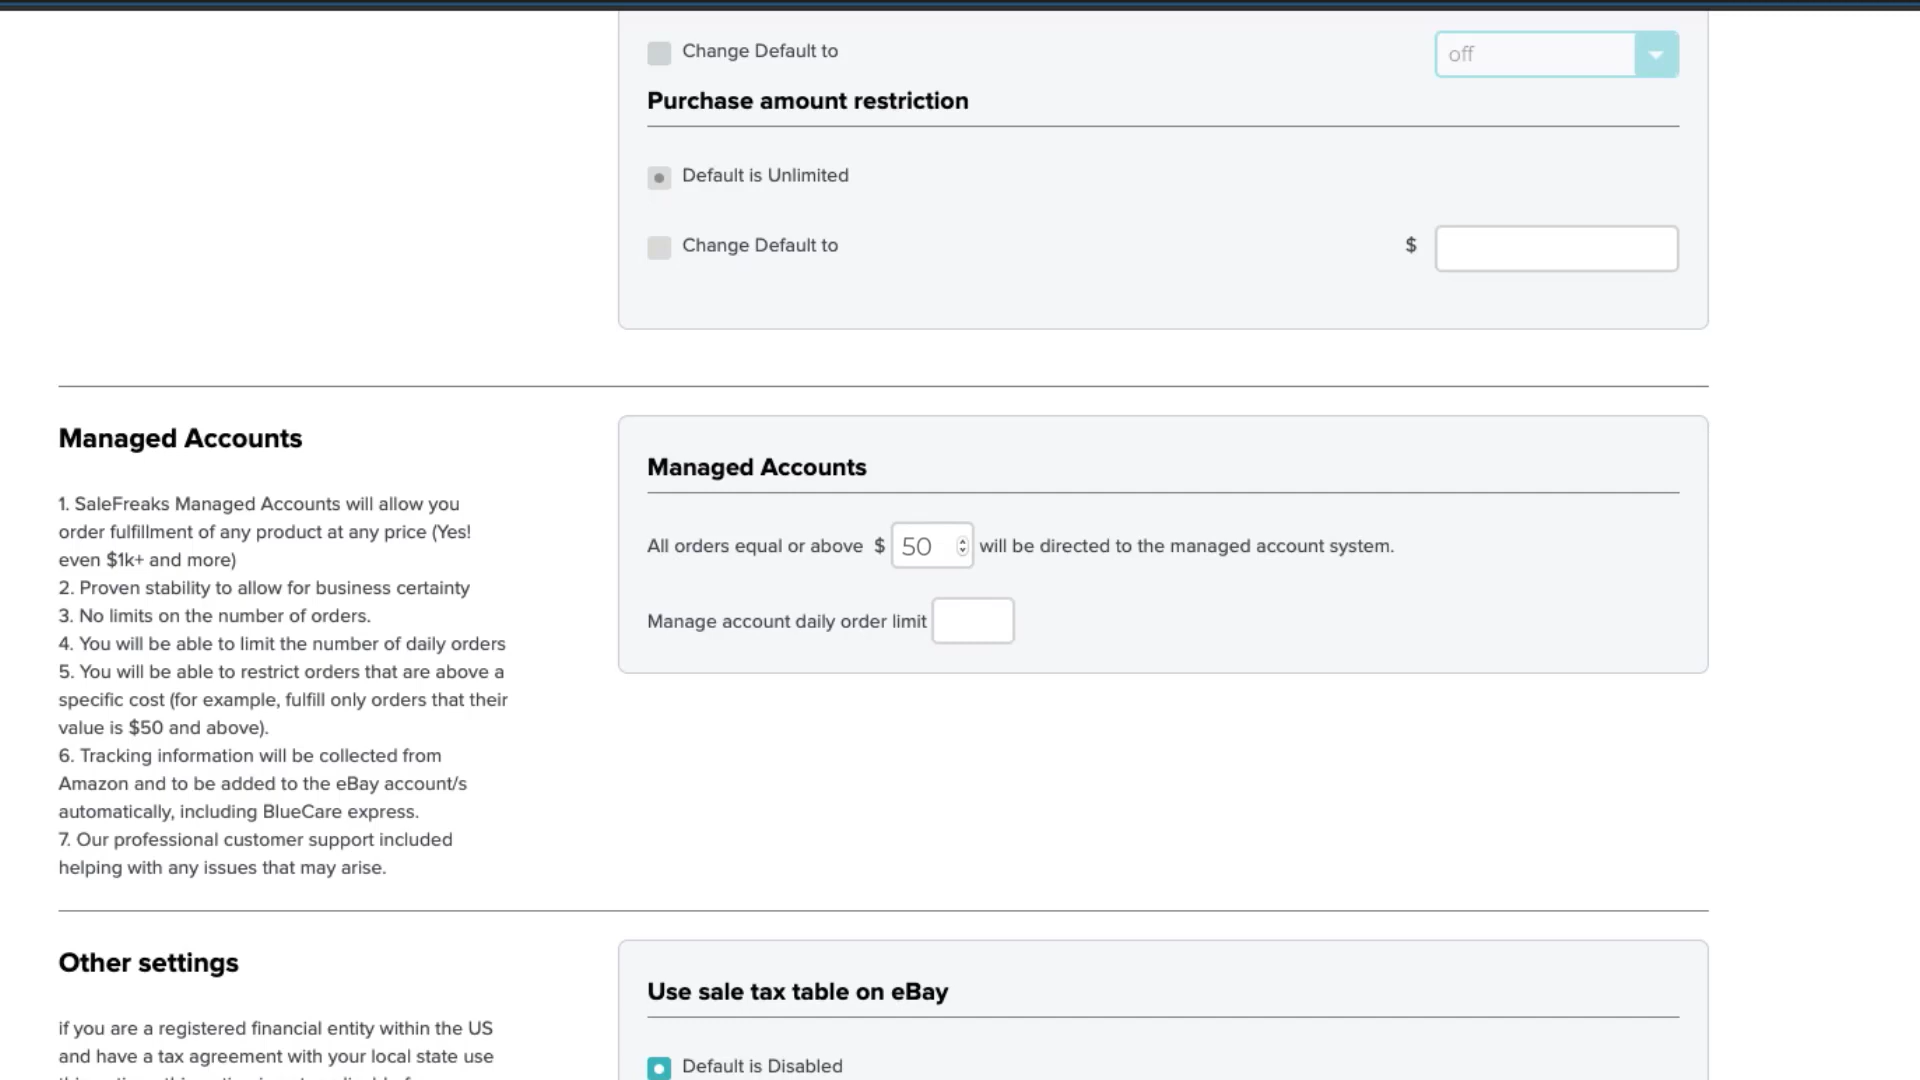 Change Default to
off
Purchase amount restriction
Default is Unlimited
Change Default to
$
Managed Accounts
1. SaleFreaks Managed Accounts will allow you
order fulfillment of any product at any price (Yes!
even $1k+ and more)
2. Proven stability to allow for business certainty
3. No limits on the number of orders.
4. You will be able to limit the number of daily orders
5. You will be able to restrict orders that are above a
specific cost (for example, fulfill only orders that their
value is $50 and above).
6. Tracking information will be collected from
Amazon and to be added to the eBay account/s
automatically, including BlueCare express.
7. Our professional customer support included
helping with any issues that may arise.
Managed Accounts
All orders equal or above $ 50 will be directed to the managed account system.
Manage account daily order limit
Other settings
if you are a registered financial entity within the US
and have a tax agreement with your local state use
Use sale tax table on eBay
Default is Disabled